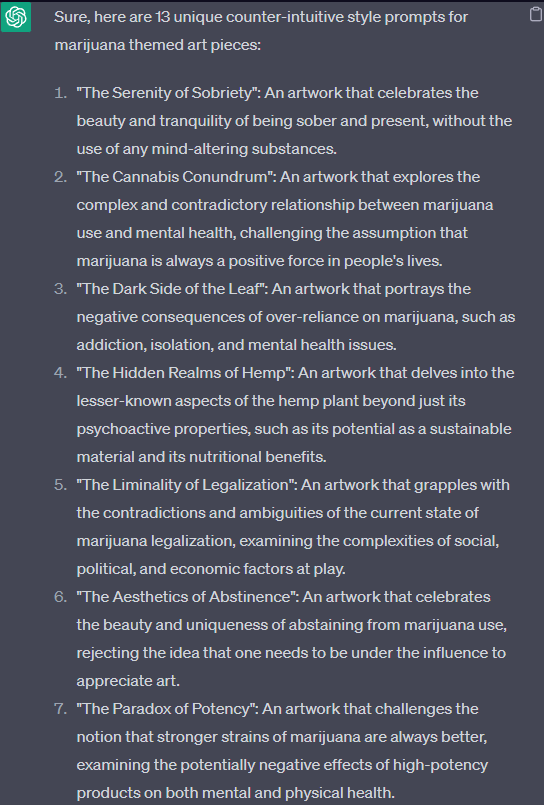 Sure, here are 13 unique counter-intuitive style prompts for
marijuana themed art pieces:
1. "The Serenity of Sobriety": An artwork that celebrates the
beauty and tranquility of being sober and present, without the
use of any mind-altering substances.
2. "The Cannabis Conundrum": An artwork that explores the
complex and contradictory relationship between marijuana
use and mental health, challenging the assumption that
marijuana is always a positive force in people's lives.
3. "The Dark Side of the Leaf": An artwork that portrays the
negative consequences of over-reliance on marijuana, such as
addiction, isolation, and mental health issues.
4. "The Hidden Realms of Hemp": An artwork that delves into the
lesser-known aspects of the hemp plant beyond just its
psychoactive properties, such as its potential as a sustainable
material and its nutritional benefits.
5. "The Liminality of Legalization": An artwork that grapples with
the contradictions and ambiguities of the current state of
marijuana legalization, examining the complexities of social,
political, and economic factors at play.
6. "The Aesthetics of Abstinence": An artwork that celebrates
the beauty and uniqueness of abstaining from marijuana use,
rejecting the idea that one needs to be under the influence to
appreciate art.
7. "The Paradox of Potency": An artwork that challenges the
notion that stronger strains of marijuana are always better,
examining the potentially negative effects of high-potency
products on both mental and physical health.